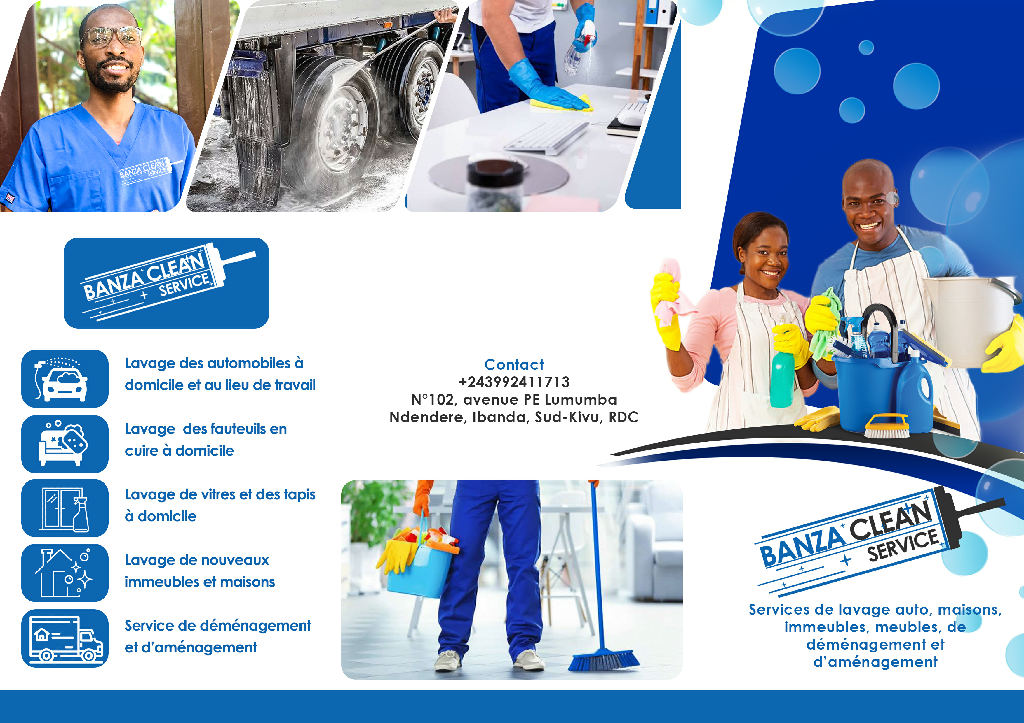 BANZA CLEAN
SERVICE
BANZA CLEAN
SERVICE
Lavage des automobiles à
domicile et au lieu de travail
Lavage des fauteuils en
cuire à domicile
Lavage de vitres et des tapis
à domicile
Lavage de nouveaux
immeubles et maisons
Service de déménagement
et d'aménagement
Contact
+243992411713
N°102, avenue PE Lumumba
Ndendere, Ibanda, Sud-Kivu, RDC
BANZA CLEAN
SERVICE
Services de lavage auto, maisons,
immeubles, meubles, de
déménagement et
d'aménagement